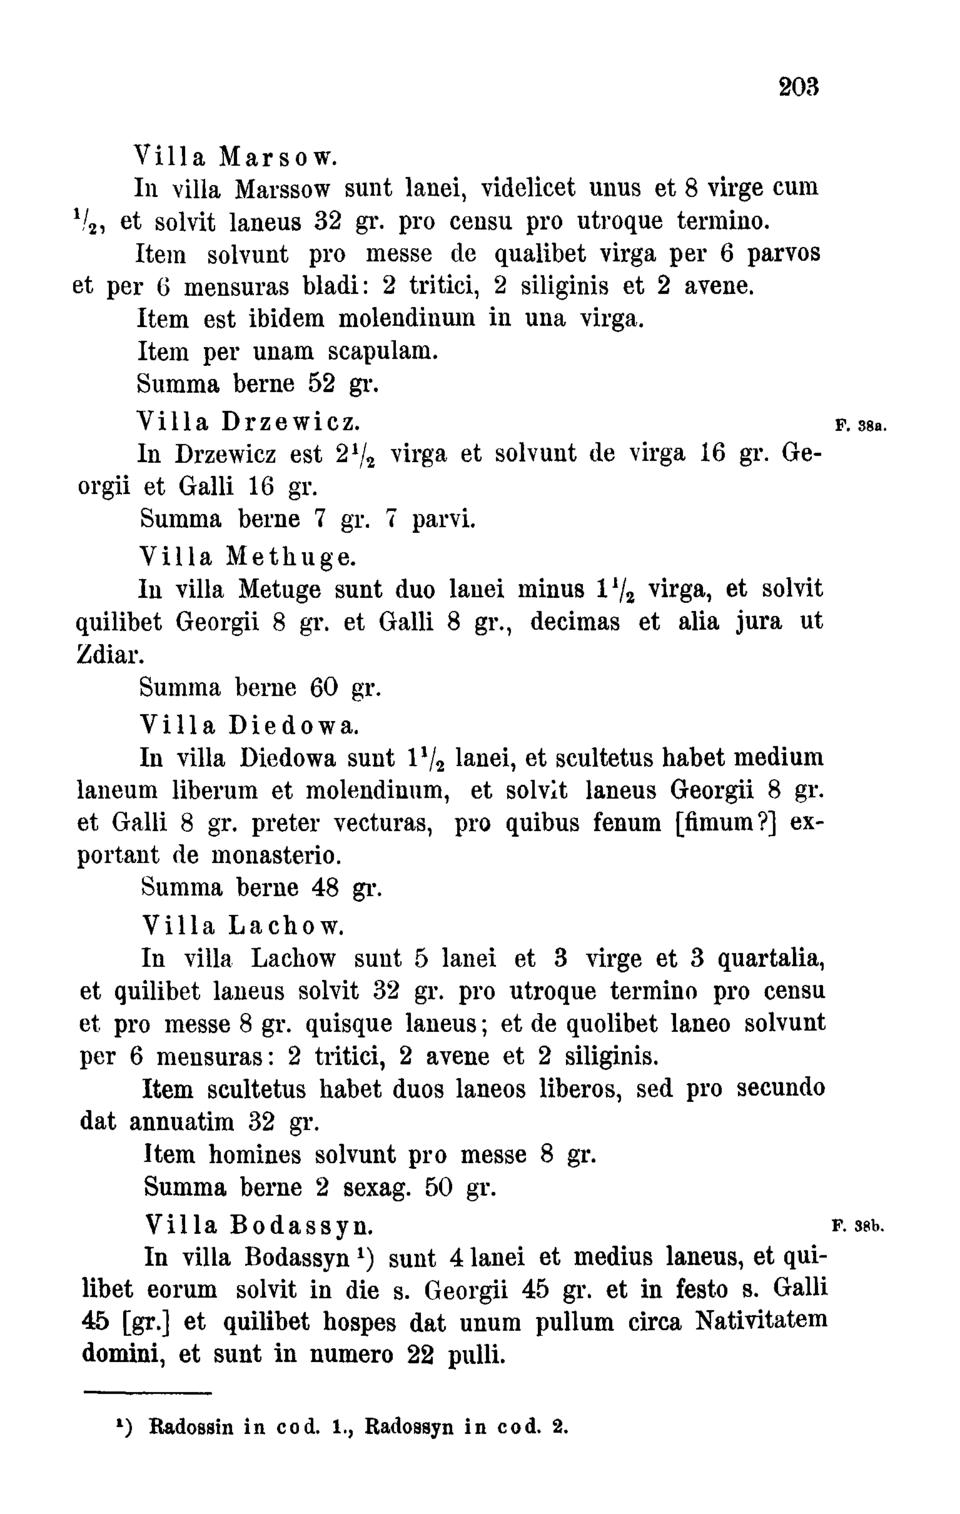 203
Villa Marsow.
In villa Marssow sunt lanei, videlicet unus et 8 virge cum
1/2, et solvit laneus 32 gr. pro censu pro utroque termino.
Item solvunt pro messe de qualibet virga per 6 parvos
et per 6 mensuras bladi: 2 tritici, 2 siliginis et 2 avene.
Item est ibidem molendinum in una virga.
Item per unam scapulam.
Summa berne 52 gr.
Villa Drzewicz. F. 38a.
In Drzewicz est 2 1/2 virga et solvunt de virga 16 gr. Ge-
orgii et Galli 16 gr.
Summa berne 7 gr. 7 parvi.
Villa Methuge.
In villa Metuge sunt duo lanei minus 1 1/2 virga, et solvit
quilibet Georgii 8 gr. et Galli 8 gr., decimas et alia jura ut
Zdiar.
Summa berne 60 gr.
Villa Diedowa.
In villa Diedowa sunt 1 1/2 lanei, et scultetus habet medium
laneum liberum et molendinum, et solvit laneus Georgii 8 gr.
et Galli 8 gr. preter vecturas, pro quibus fenum [fimum?] ex-
portant de monasterio.
Summa berne 48 gr.
Villa Lachow.
In villa Lachow sunt 5 lanei et 3 virge et 3 quartalia,
et quilibet laneus solvit 32 gr. pro utroque termino pro censu
et pro messe 8 gr. quisque laneus; et de quolibet laneo solvunt
per 6 mensuras: 2 tritici, 2 avene et 2 siliginis.
Item scultetus habet duos laneos liberos, sed pro secundo
dat annuatim 32 gr.
Item homines solvunt pro messe 8 gr.
Summa berne 2 sexag. 50 gr.
Villa Bodassyn. F. 38b.
In villa Bodassyn ¹) sunt 4 lanei et medius laneus, et qui-
libet eorum solvit in die s. Georgii 45 gr. et in festo s. Galli
45 [gr.] et quilibet hospes dat unum pullum circa Nativitatem
domini, et sunt in numero 22 pulli.
¹) Radossin in cod. 1., Radossyn in cod. 2.